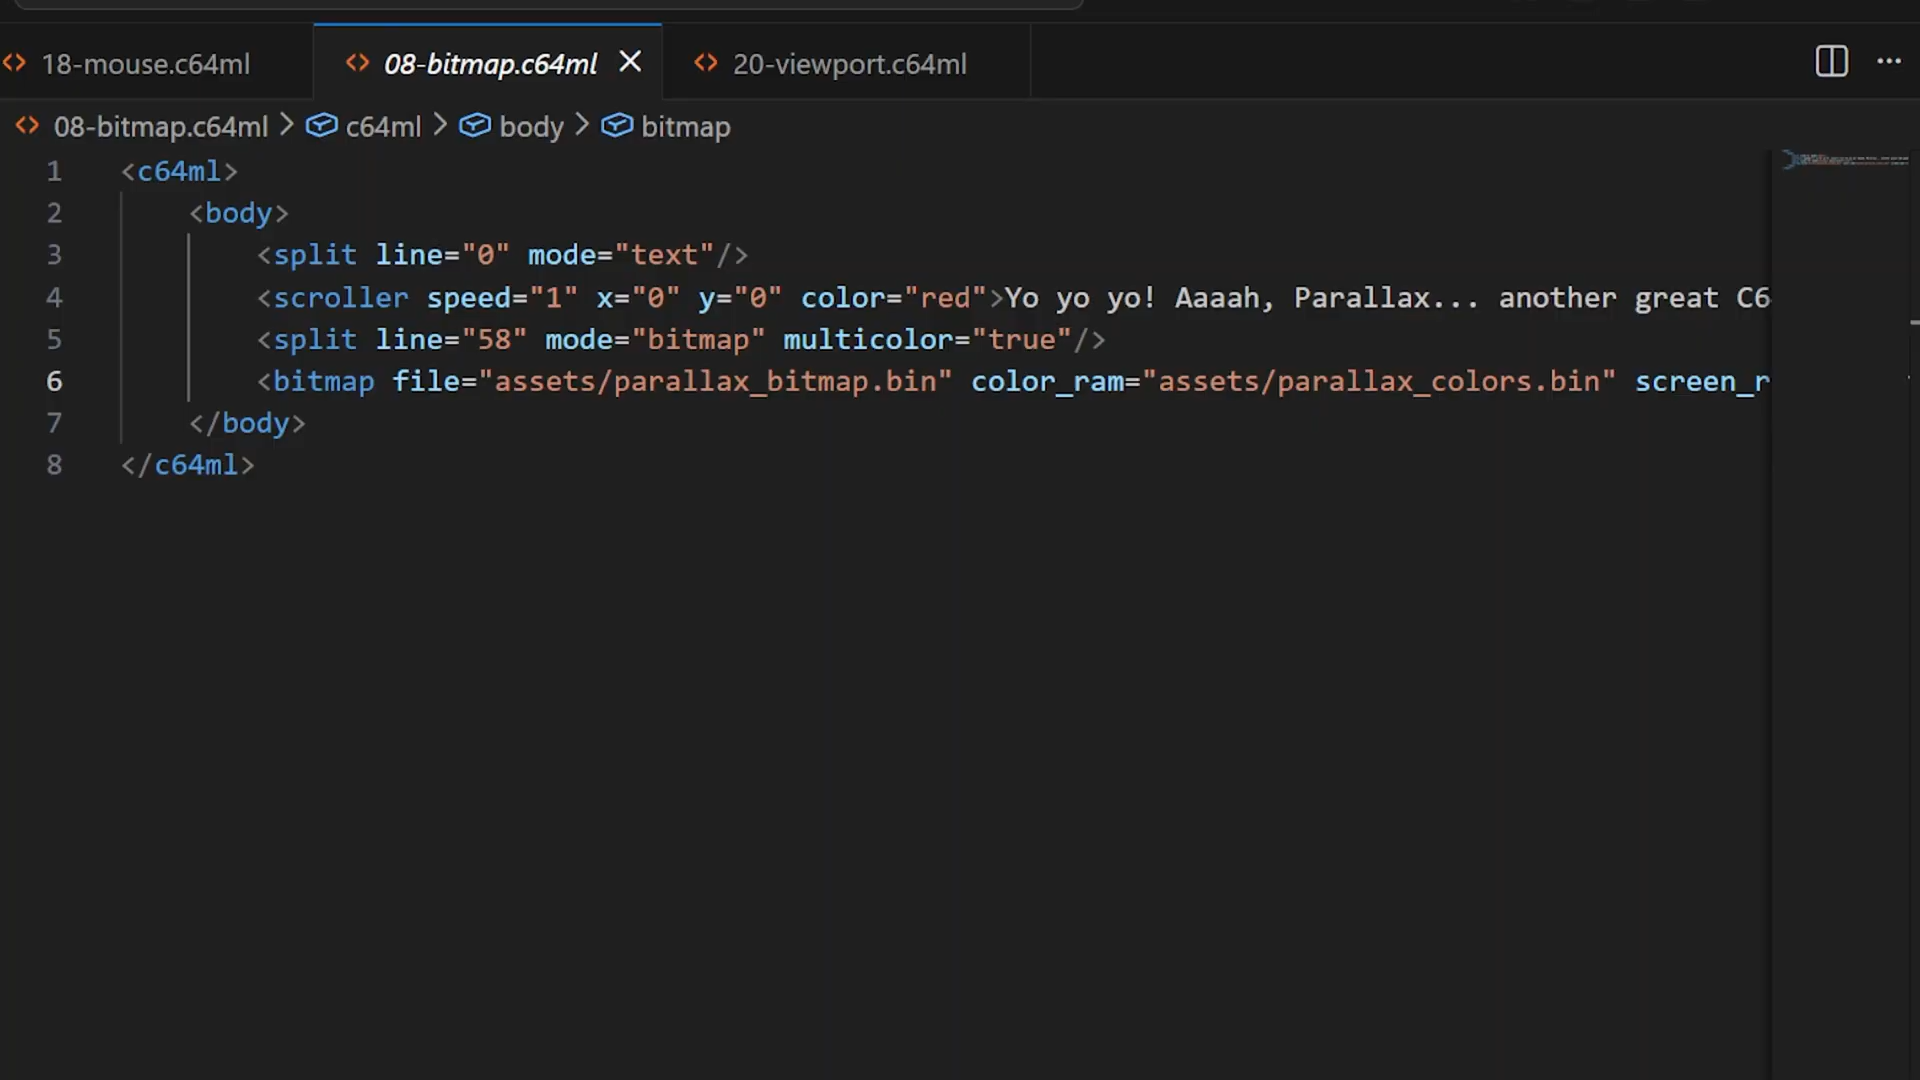 18-mouse.c64ml 08-bitmap.c64ml 20-viewport.c64ml
08-bitmap.c64ml > c64ml > body > bitmap
1 <c64ml>
2 <body>
3 <split line="0" mode="text"/>
4 <scroller speed="1" x="0" y="0" color="red">Yo yo yo! Aaaah, Parallax... another great C6
5 <split line="58" mode="bitmap" multicolor="true"/>
6 <bitmap file="assets/parallax_bitmap.bin" color_ram="assets/parallax_colors.bin" screen_r
7 </body>
8 </c64ml>